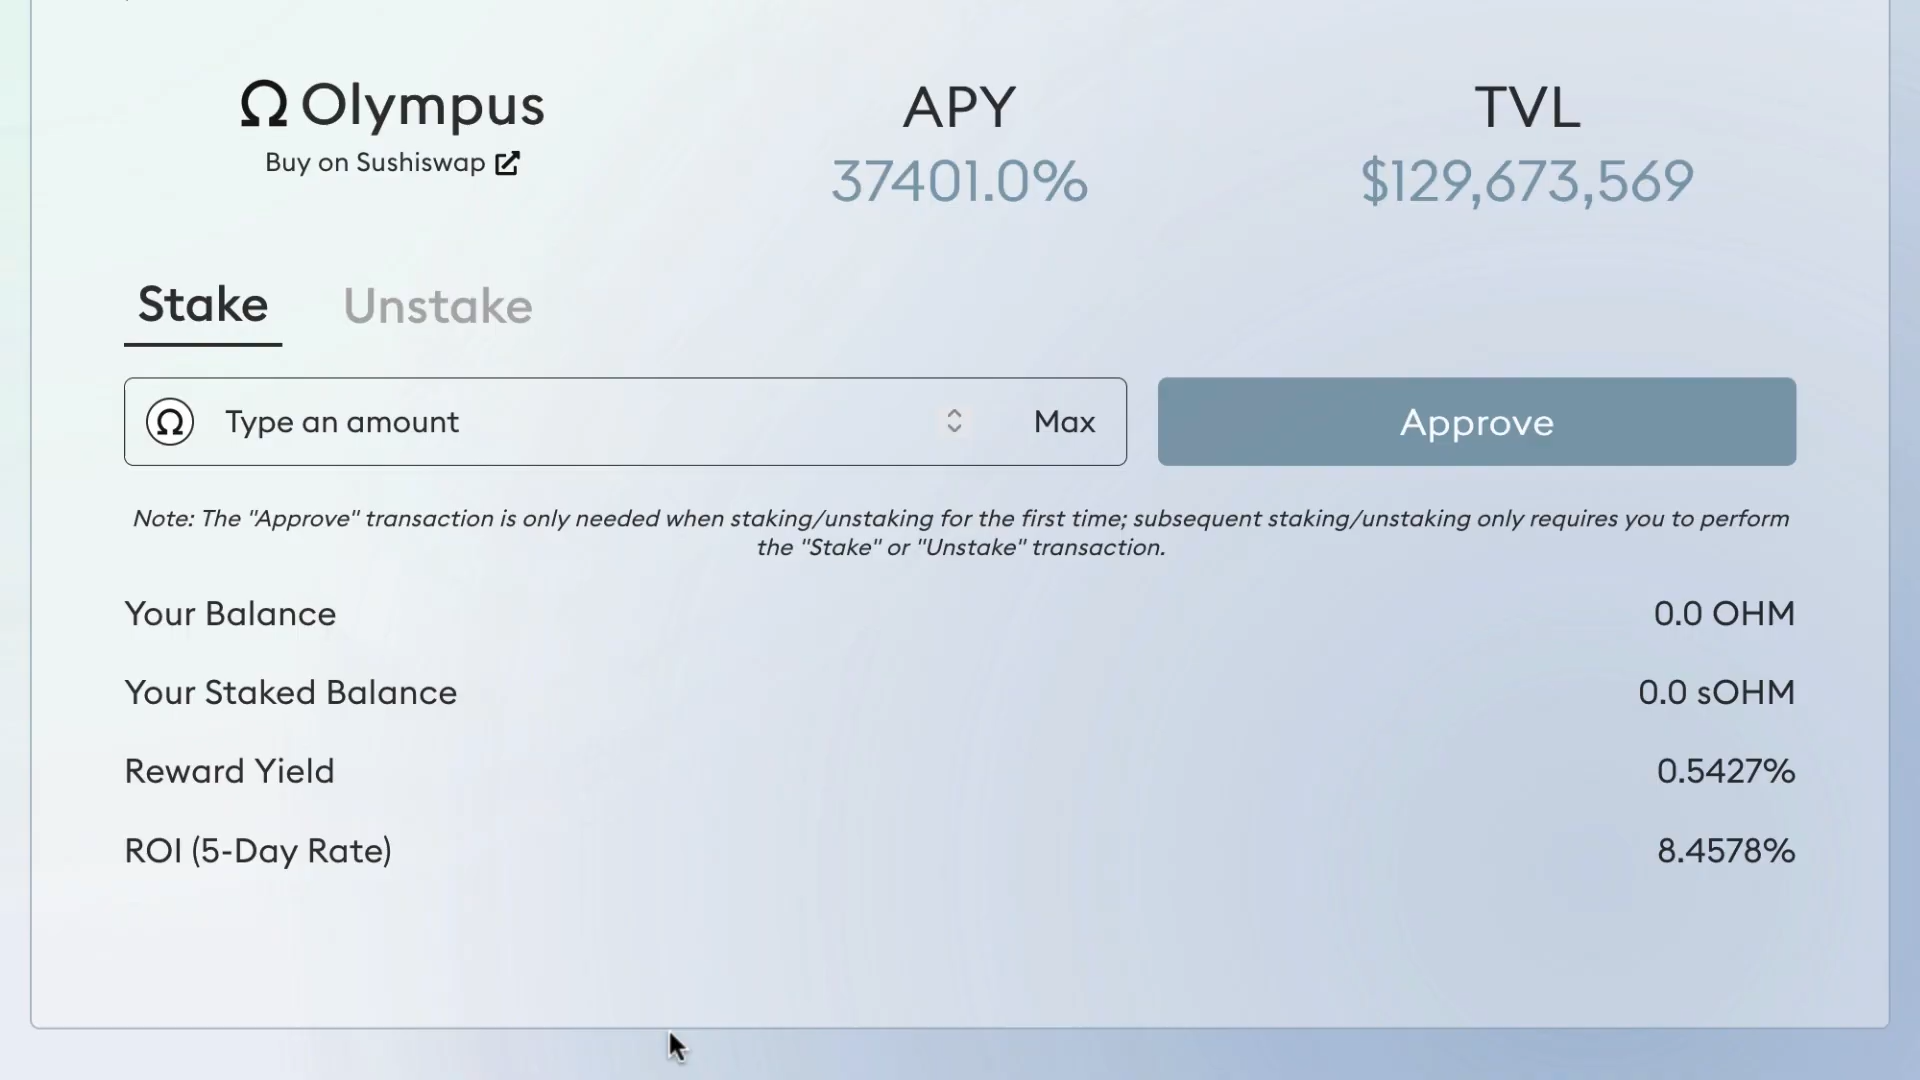 Ω Olympus
Buy on Sushiswap
APY
37401.0%
TVL
$129,673,569
Stake
Unstake
Ω Type an amount
Max
Approve
Note: The "Approve" transaction is only needed when staking/unstaking for the first time; subsequent staking/unstaking only requires you to perform
the "Stake" or "Unstake" transaction.
Your Balance
0.0 OHM
Your Staked Balance
0.0 sOHM
Reward Yield
0.5427%
ROI (5-Day Rate)
8.4578%